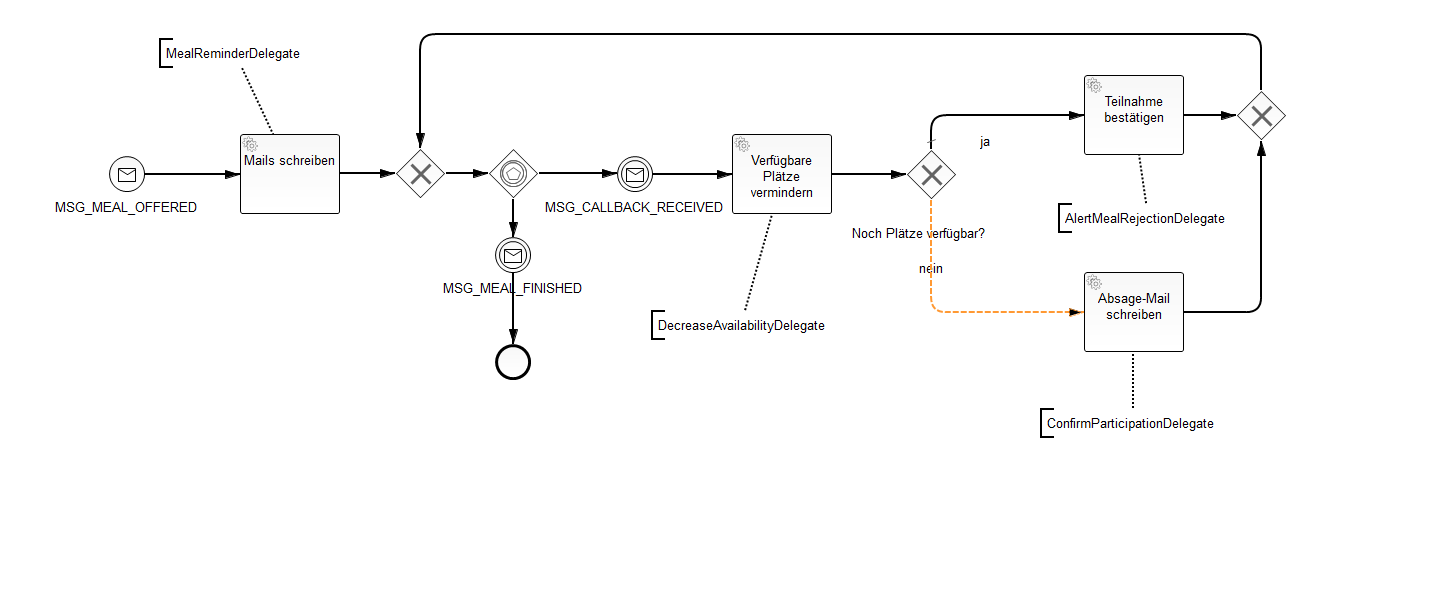 MealReminderDelegate
Mails schreiben
MSG_MEAL_OFFERED
MSG_MEAL_FINISHED
MSG_CALLBACK_RECEIVED
Verfügbare
Plätze
vermindern
DecreaseAvailabilityDelegate
Noch Plätze verfügbar?
ja
nein
Teilnahme
bestätigen
AlertMealRejectionDelegate
Absage-Mail
schreiben
ConfirmParticipationDelegate